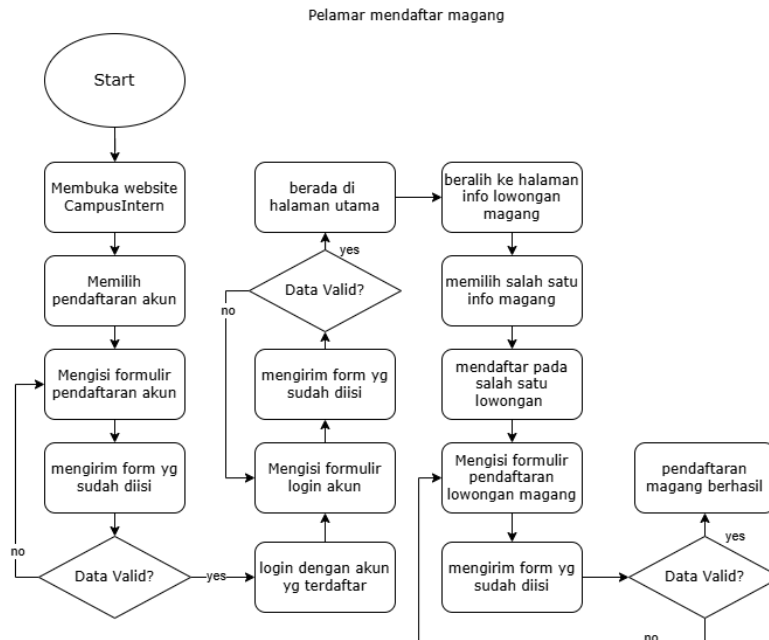 Pelamar mendaftar magang
Start
Membuka website
CampusIntern
Memilih
pendaftaran akun
Mengisi formulir
pendaftaran akun
mengirim form yg
sudah diisi
Data Valid?
no
yes
login dengan akun
yg terdaftar
Mengisi formulir
login akun
mengirim form yg
sudah diisi
Data Valid?
no
yes
berada di
halaman utama
beralih ke halaman
info lowongan
magang
memilih salah satu
info magang
mendaftar pada
salah satu
lowongan
Mengisi formulir
pendaftaran
lowongan magang
mengirim form yg
sudah diisi
Data Valid?
no
yes
pendaftaran
magang berhasil